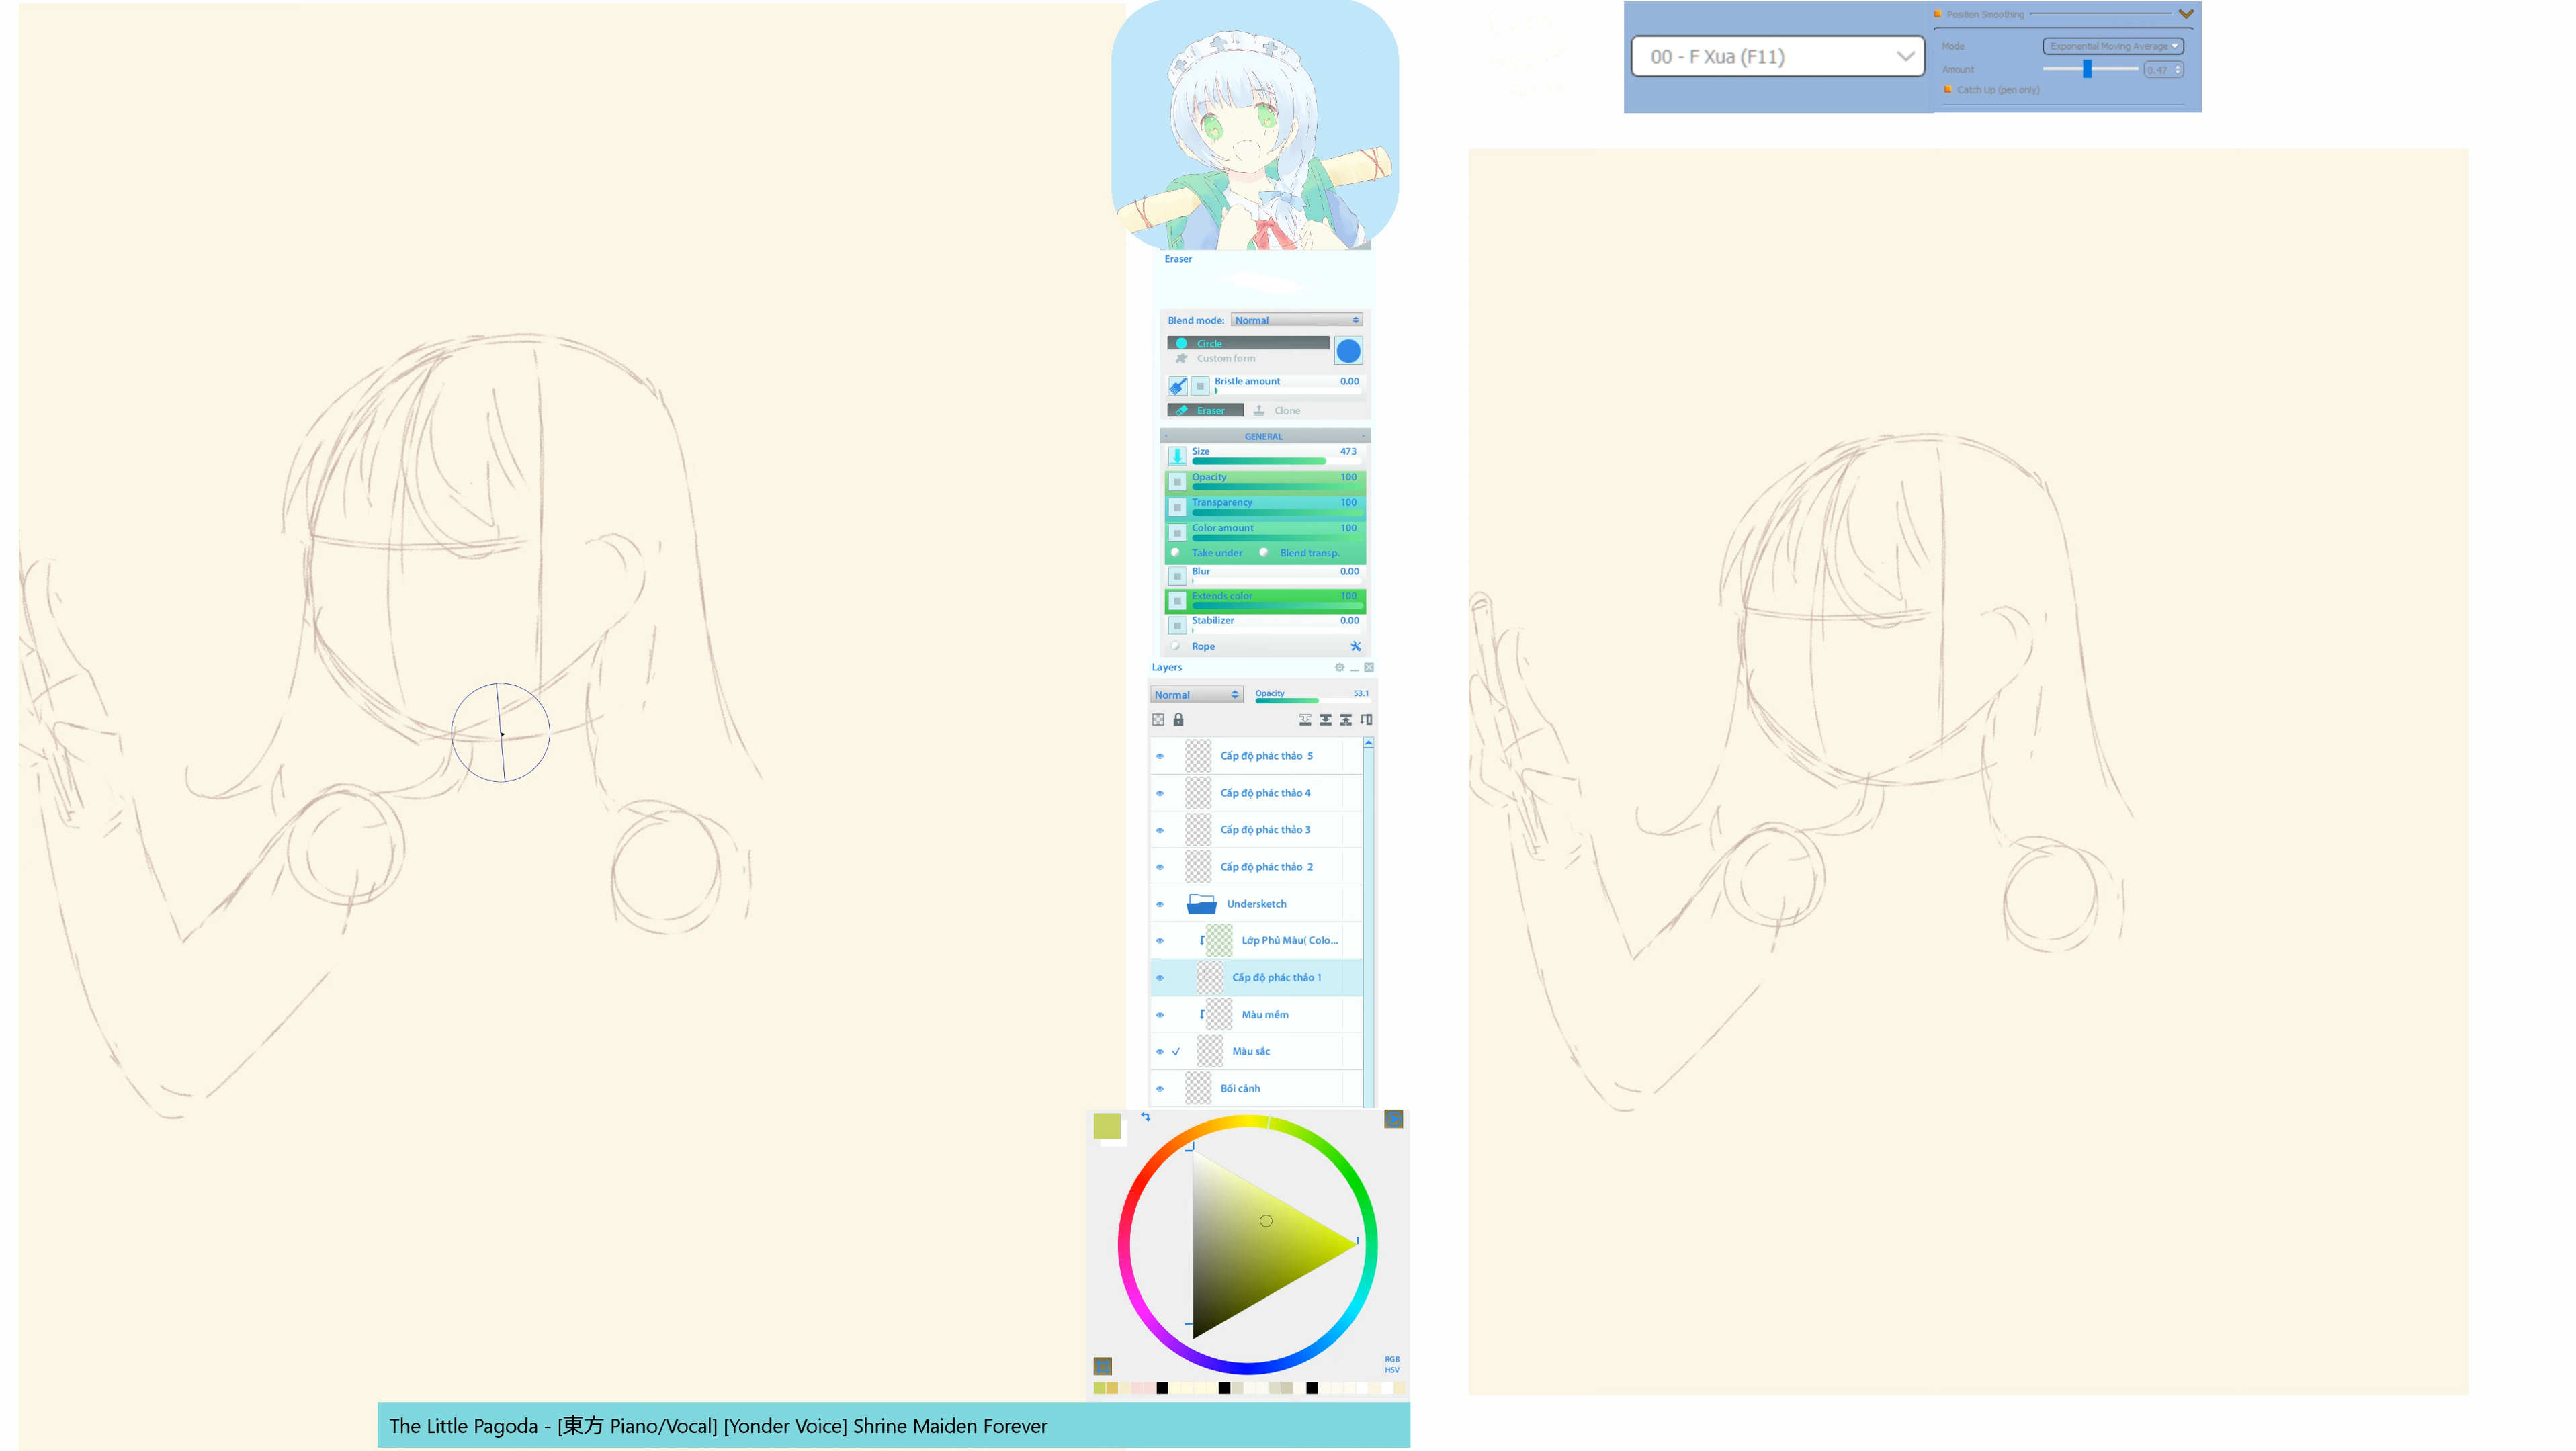 00 - F Xua (F11)
Position Smoothing
Mode
Exponential Moving Average
Amount
0.47
Catch Up (pen only)
Eraser
Blend mode: Normal
Circle
Custom form
Bristle amount 0.00
Eraser Clone
GENERAL
Size 473
Opacity 100
Transparency 100
Color amount 100
Take under Blend transp.
Blur 0.00
Extends color 100
Stabilizer 0.00
Rope
Layers
Normal Opacity 53.1
Cấp độ phác thảo 5
Cấp độ phác thảo 4
Cấp độ phác thảo 3
Cấp độ phác thảo 2
Undersketch
Lớp Phủ Màu( Colo...
Cấp độ phác thảo 1
Màu mềm
Màu sắc
Bối cảnh
RGB
HSV
The Little Pagoda - [東方 Piano/Vocal] [Yonder Voice] Shrine Maiden Forever